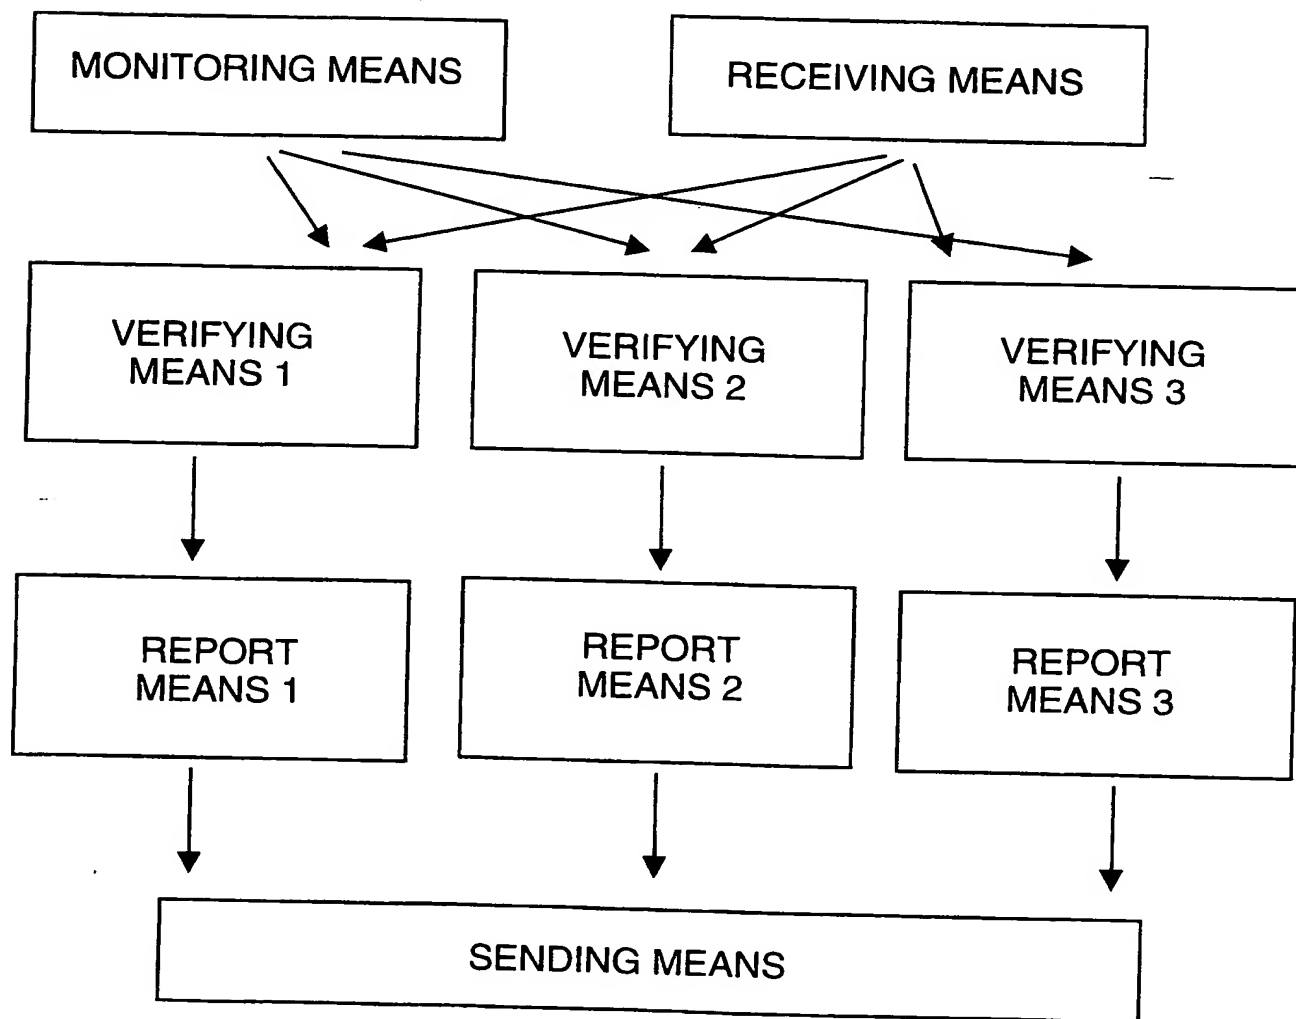 MONITORING MEANS
RECEIVING MEANS
VERIFYING
MEANS 1
VERIFYING
MEANS 2
VERIFYING
MEANS 3
REPORT
MEANS 1
REPORT
MEANS 2
REPORT
MEANS 3
SENDING MEANS